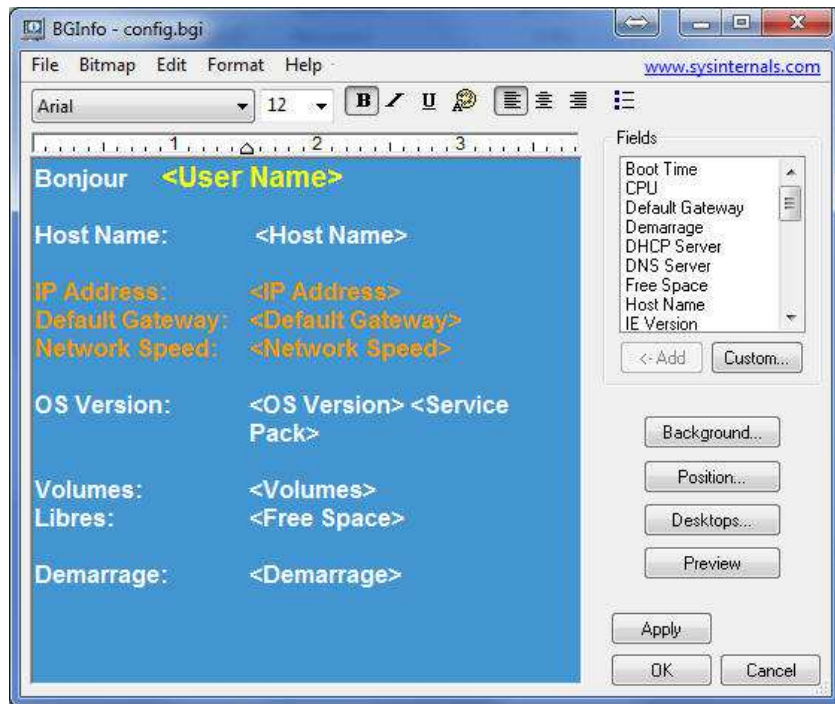 BGInfo - config.bgi
File Bitmap Edit Format Help
www.sysinternals.com
Arial 12 B I U
1 2 3
Bonjour <User Name>
Host Name: <Host Name>
IP Address: <IP Address>
Default Gateway: <Default Gateway>
Network Speed: <Network Speed>
OS Version: <OS Version> <Service
Pack>
Volumes: <Volumes>
Libres: <Free Space>
Demarrage: <Demarrage>
Fields
Boot Time
CPU
Default Gateway
Demarrage
DHCP Server
DNS Server
Free Space
Host Name
IE Version
<- Add Custom...
Background...
Position...
Desktops...
Preview
Apply
OK Cancel